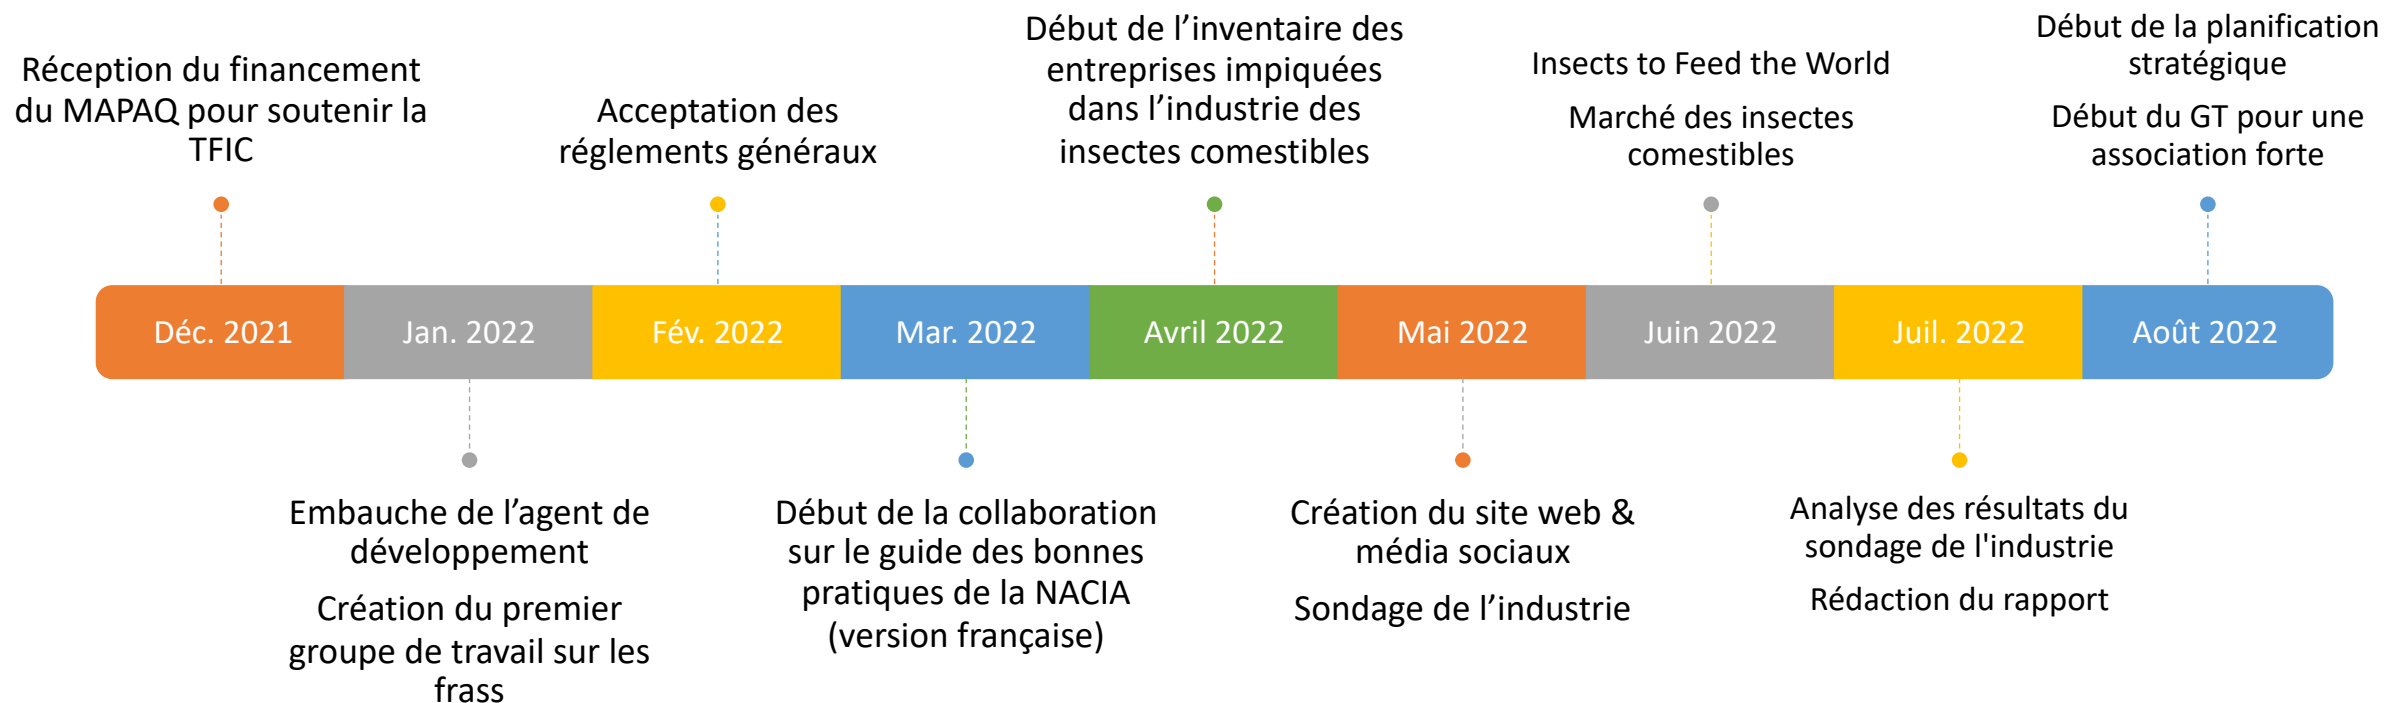 Réception du financement
du MAPAQ pour soutenir la
TFIC
Acceptation des
réglements généraux
Début de l’inventaire des
entreprises impiquées
dans l’industrie des
insectes comestibles
Insects to Feed the World
Marché des insectes
comestibles
Début de la planification
stratégique
Début du GT pour une
association forte
Déc. 2021
Jan. 2022
Fév. 2022
Mar. 2022
Avril 2022
Mai 2022
Juin 2022
Juil. 2022
Août 2022
Embauche de l’agent de
développement
Création du premier
groupe de travail sur les
frass
Début de la collaboration
sur le guide des bonnes
pratiques de la NACIA
(version française)
Création du site web &
média sociaux
Sondage de l’industrie
Analyse des résultats du
sondage de l'industrie
Rédaction du rapport